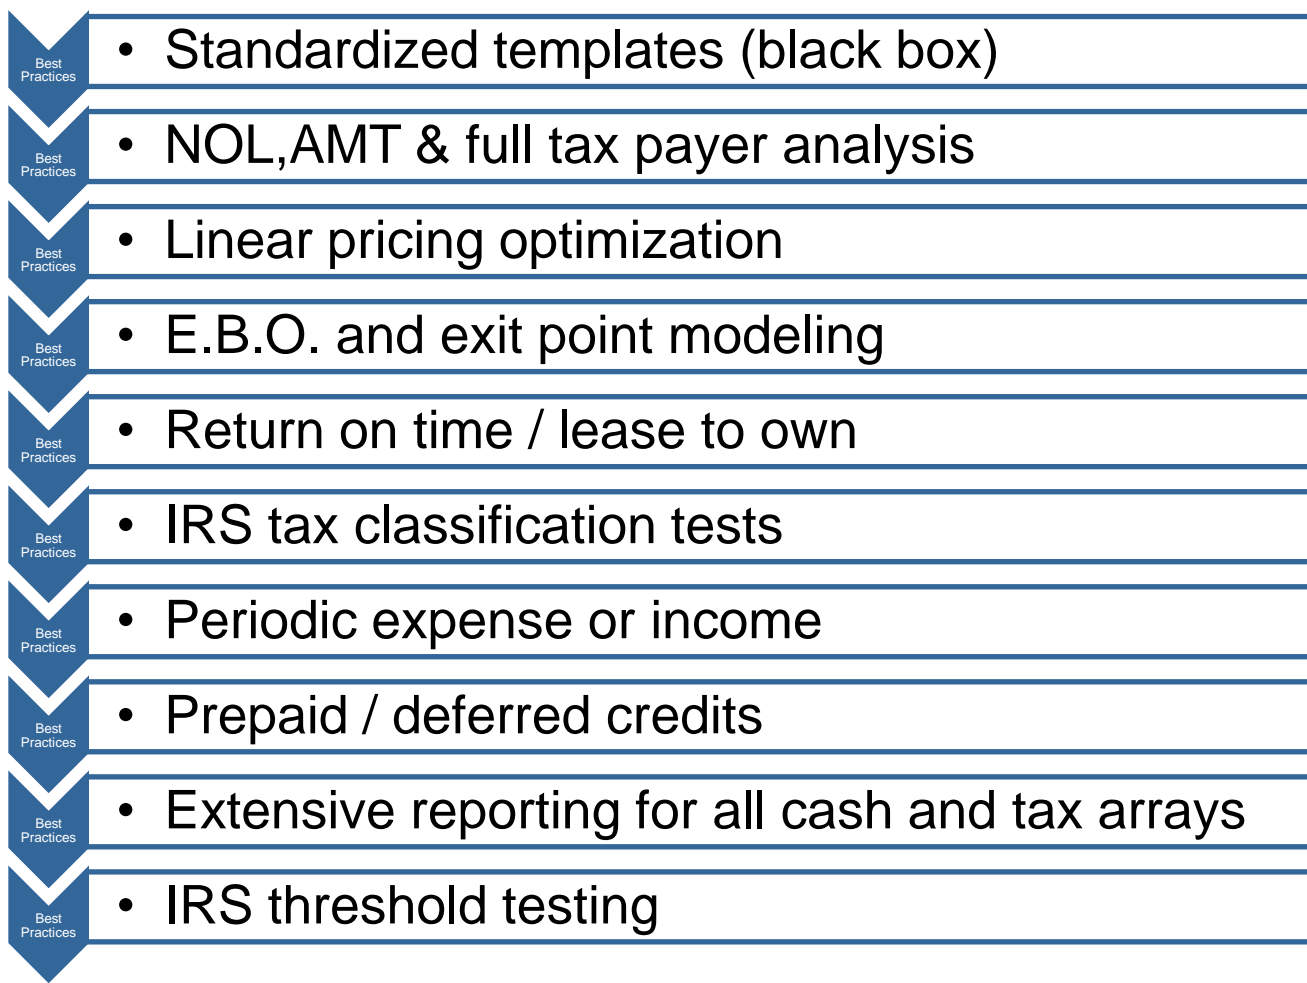 Best
Practices
• Standardized templates (black box)
Best
Practices
• NOL,AMT & full tax payer analysis
Best
Practices
• Linear pricing optimization
Best
Practices
• E.B.O. and exit point modeling
Best
Practices
• Return on time / lease to own
Best
Practices
• IRS tax classification tests
Best
Practices
• Periodic expense or income
Best
Practices
• Prepaid / deferred credits
Best
Practices
• Extensive reporting for all cash and tax arrays
Best
Practices
• IRS threshold testing